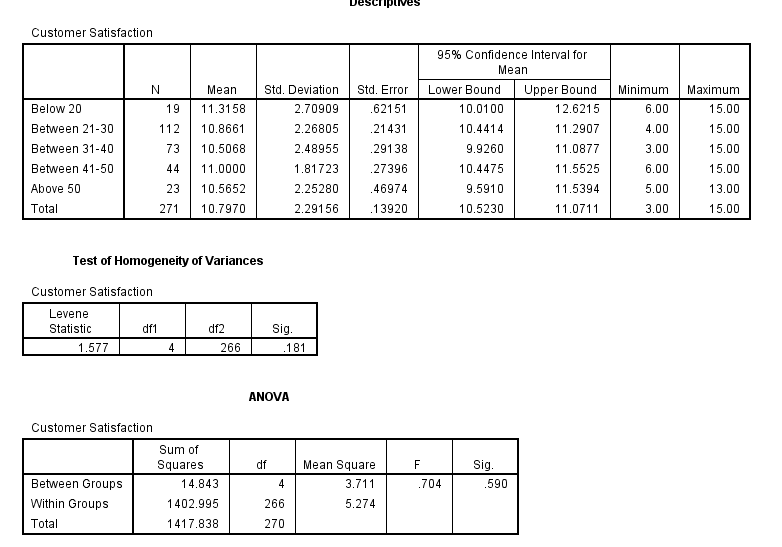 Descriptives
Customer Satisfaction
95% Confidence Interval for
Mean
N Mean Std. Deviation Std. Error Lower Bound Upper Bound Minimum Maximum
Below 20 19 11.3158 2.70909 .62151 10.0100 12.6215 6.00 15.00
Between 21-30 112 10.8661 2.26805 .21431 10.4414 11.2907 4.00 15.00
Between 31-40 73 10.5068 2.48955 .29138 9.9260 11.0877 3.00 15.00
Between 41-50 44 11.0000 1.81723 .27396 10.4475 11.5525 6.00 15.00
Above 50 23 10.5652 2.25280 .46974 9.5910 11.5394 5.00 13.00
Total 271 10.7970 2.29156 .13920 10.5230 11.0711 3.00 15.00
Test of Homogeneity of Variances
Customer Satisfaction
Levene
Statistic df1 df2 Sig.
1.577 4 266 .181
ANOVA
Customer Satisfaction
Sum of
Squares df Mean Square F Sig.
Between Groups 14.843 4 3.711 .704 .590
Within Groups 1402.995 266 5.274
Total 1417.838 270